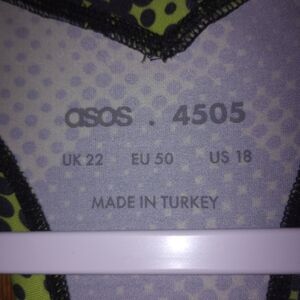 asos . 4505
UK 22 EU 50 US 18
MADE IN TURKEY